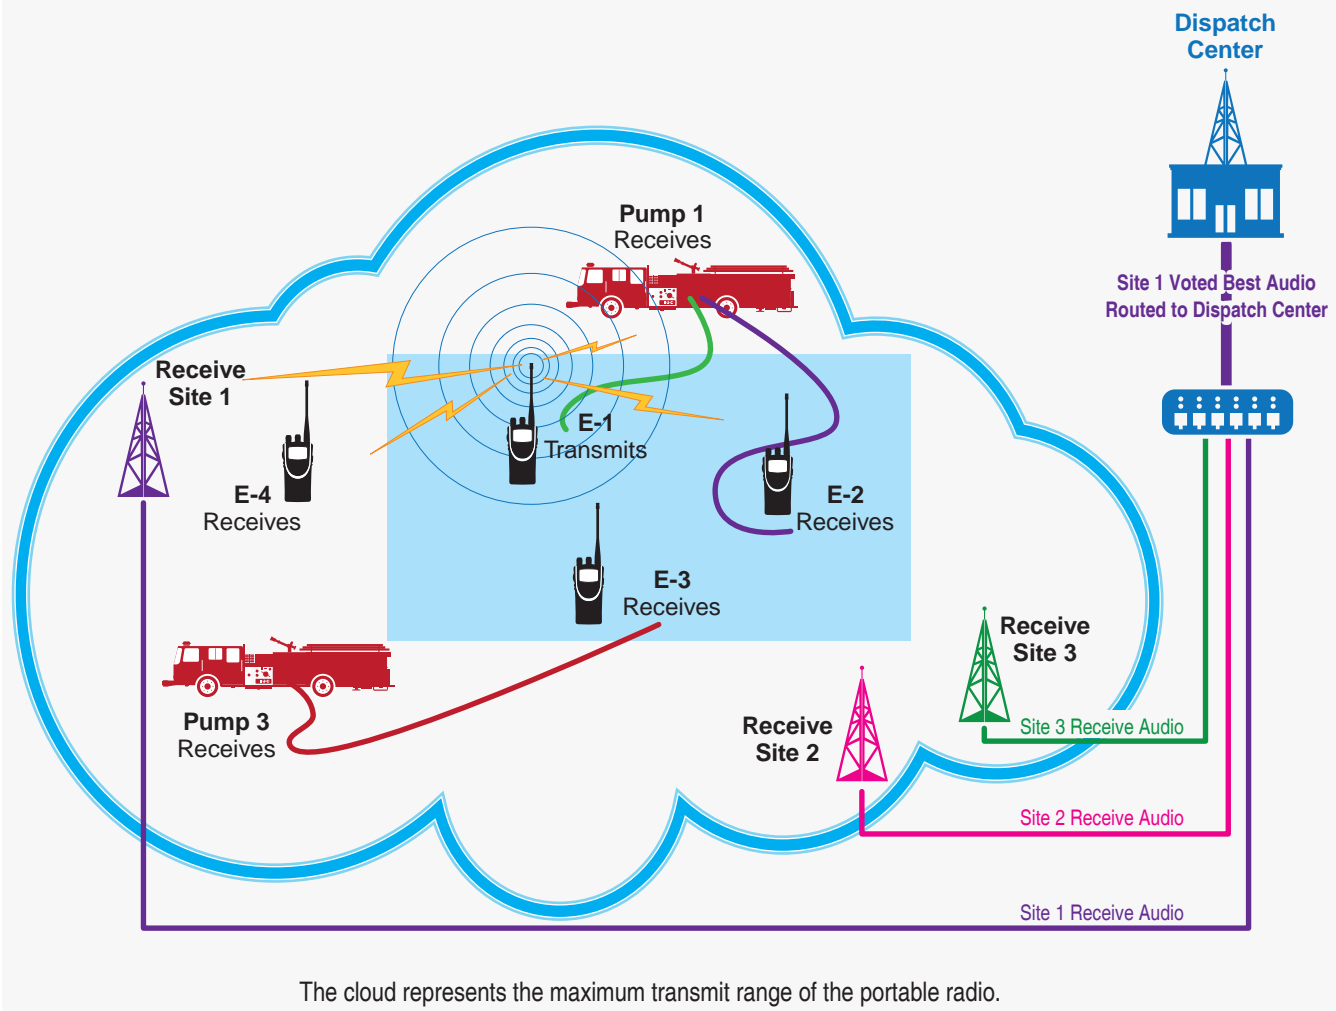 Dispatch
Center
Pump 1
Receives
Site 1 Voted Best Audio
Routed to Dispatch Center
Receive
Site 1
E-1
Transmits
E-4
Receives
E-2
Receives
E-3
Receives
Receive
Site 3
Pump 3
Receives
Receive
Site 2
Site 3 Receive Audio
Site 2 Receive Audio
Site 1 Receive Audio
The cloud represents the maximum transmit range of the portable radio.